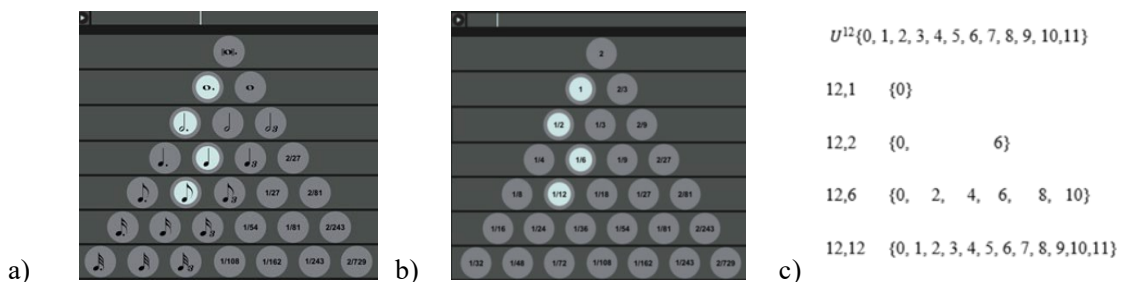 a)
3
3 2/27
3 1/27 2/81
3 1/54 1/81 2/243
3 1/108 1/162 1/243 2/729
b)
2
1 2/3
1/2 1/3 2/9
1/4 1/6 1/9 2/27
1/8 1/12 1/18 1/27 2/81
1/16 1/24 1/36 1/54 1/81 2/243
1/32 1/48 1/72 1/108 1/162 1/243 2/729
c)
U¹²{0, 1, 2, 3, 4, 5, 6, 7, 8, 9, 10,11}
12,1 {0}
12,2 {0, 6}
12,6 {0, 2, 4, 6, 8, 10}
12,12 {0, 1, 2, 3, 4, 5, 6, 7, 8, 9,10,11}